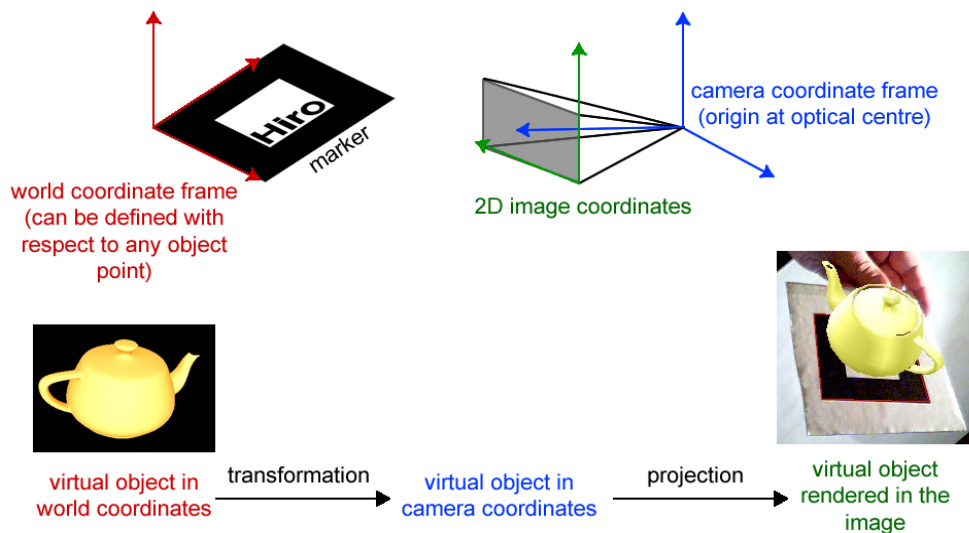 Hiro
marker
world coordinate frame
(can be defined with
respect to any object
point)
camera coordinate frame
(origin at optical centre)
2D image coordinates
virtual object in
world coordinates
transformation
virtual object in
camera coordinates
projection
virtual object
rendered in the
image